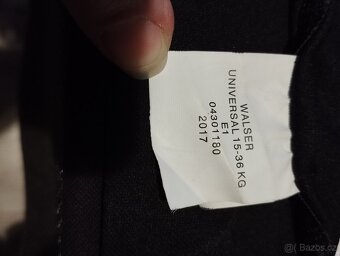 WALSER
UNIVERSAL 15-36 KG
E1
04301180
2017
Bazos.cz